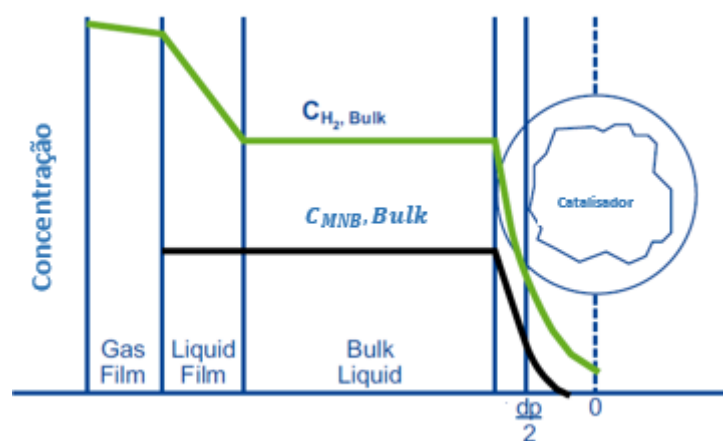 Concentração
C_H₂, Bulk
C_MNB, Bulk
Catalisador
Gas
Film
Liquid
Film
Bulk
Liquid
dp
2
0